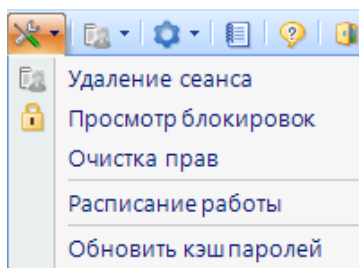 Удаление сеанса
Просмотр блокировок
Очистка прав
Расписание работы
Обновить кэш паролей